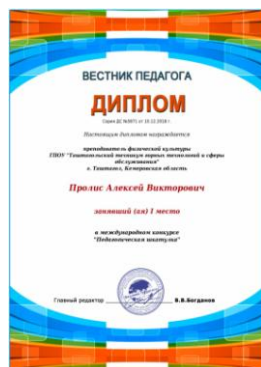 ВЕСТНИК ПЕДАГОГА
ДИПЛОМ
Настоящим дипломом награждается
преподаватель физической культуры
ГПОУ "Таштагольский техникум горных технологий и сферы
обслуживания"
г. Таштагол, Кемеровская область
Пролис Алексей Викторович
занявший (ая) I место
в международном конкурсе
"Педагогическая шкатулка"
Главный редактор В.В.Богданов